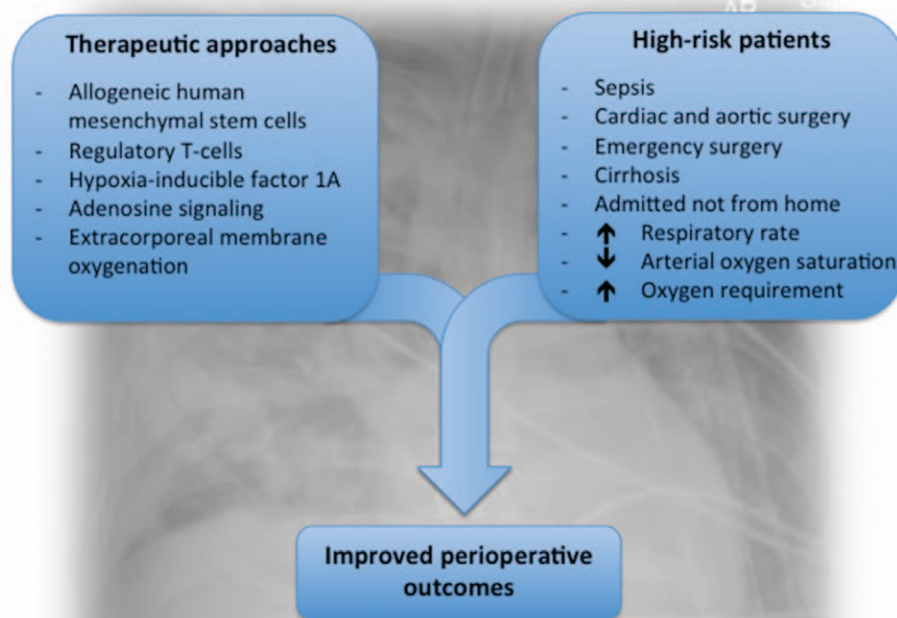 Therapeutic approaches
- Allogeneic human
mesenchymal stem cells
- Regulatory T-cells
- Hypoxia-inducible factor 1A
- Adenosine signaling
- Extracorporeal membrane
oxygenation
High-risk patients
- Sepsis
- Cardiac and aortic surgery
- Emergency surgery
- Cirrhosis
- Admitted not from home
- ↑ Respiratory rate
- ↓ Arterial oxygen saturation
- ↑ Oxygen requirement
Improved perioperative
outcomes